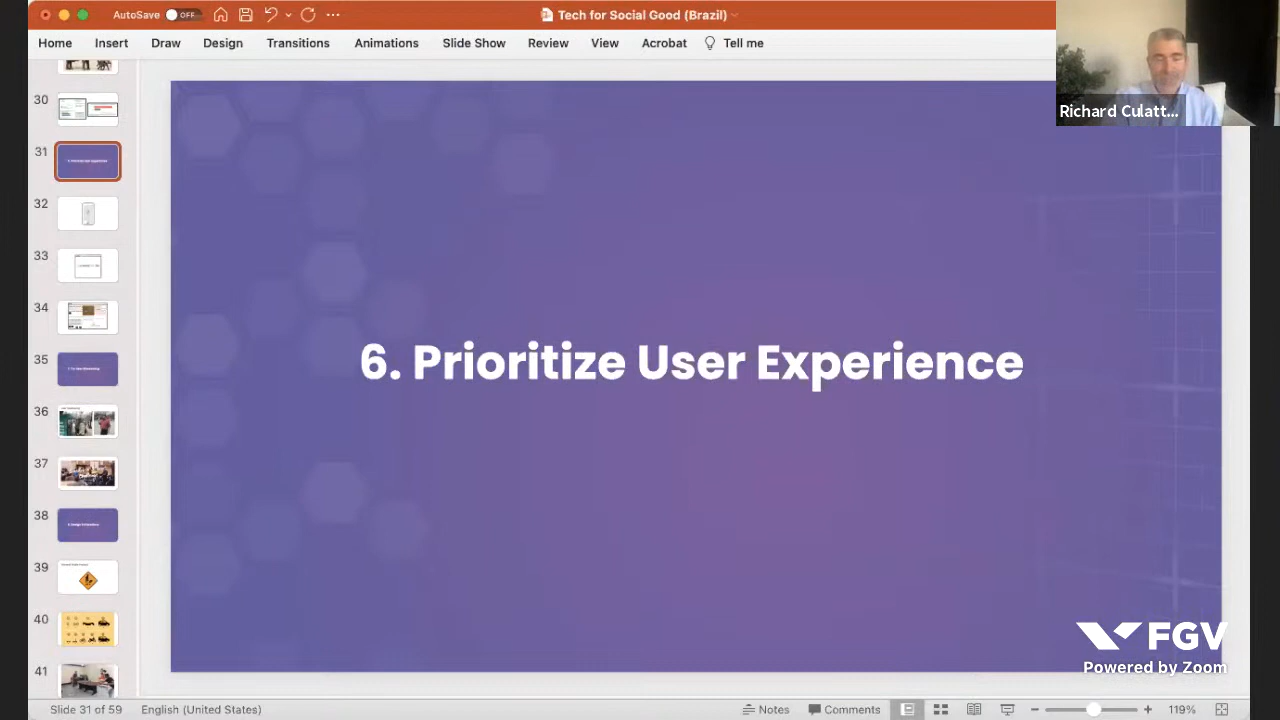 AutoSave OFF
Tech for Social Good (Brazil)
Home Insert Draw Design Transitions Animations Slide Show Review View Acrobat Tell me
Richard Culatt...
30
31
32
33
34
35
36
37
38
39
40
41
6. Prioritize User Experience
FGV
Powered by Zoom
Slide 31 of 59 English (United States) Notes Comments 119%